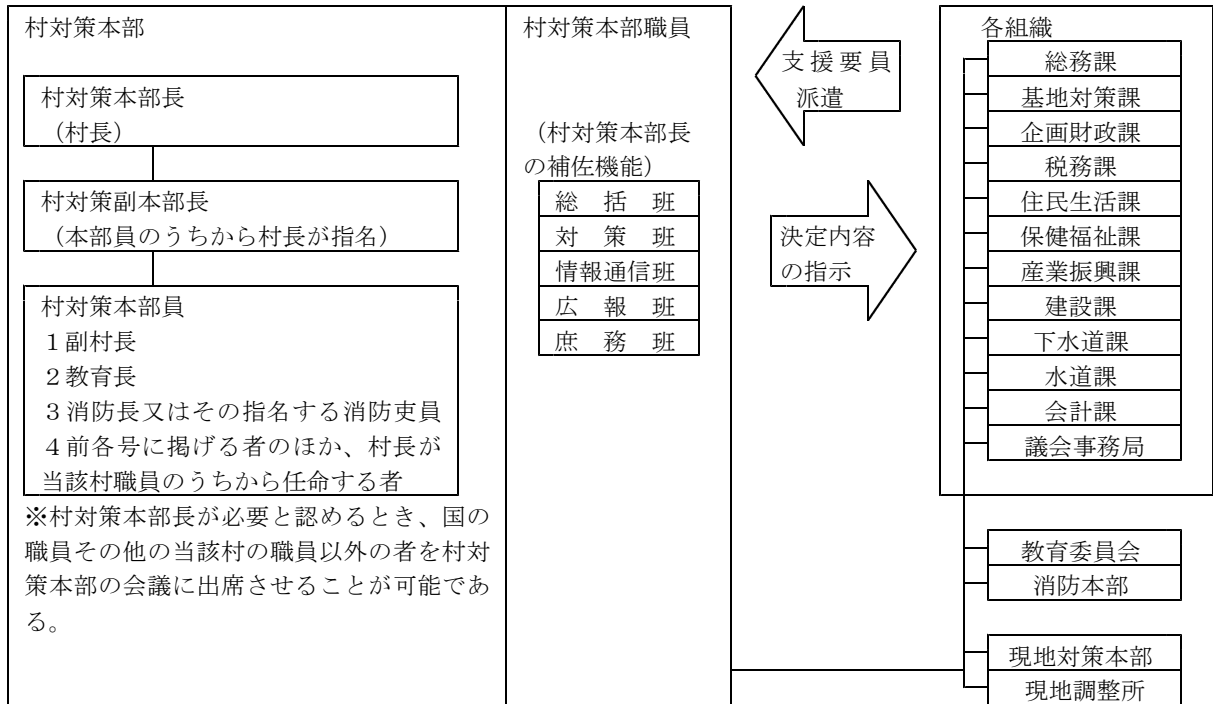 村対策本部
村対策本部長
（村長）
村対策副本部長
（本部員のうちから村長が指名）
村対策本部員
１副村長
２教育長
３消防長又はその指名する消防吏員
４前各号に掲げる者のほか、村長が
当該村職員のうちから任命する者
※村対策本部長が必要と認めるとき、国の
職員その他の当該村の職員以外の者を村対
策本部の会議に出席させることが可能であ
る。
村対策本部職員
（村対策本部長
の補佐機能）
総　括　班
対　策　班
情報通信班
広　報　班
庶　務　班
支援要員
派遣
決定内容
の指示
各組織
総務課
基地対策課
企画財政課
税務課
住民生活課
保健福祉課
産業振興課
建設課
下水道課
水道課
会計課
議会事務局
教育委員会
消防本部
現地対策本部
現地調整所